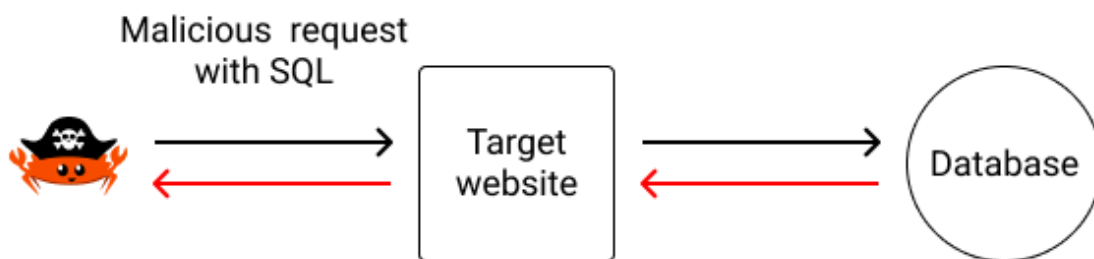 Malicious request
with SQL
Target
website
Database